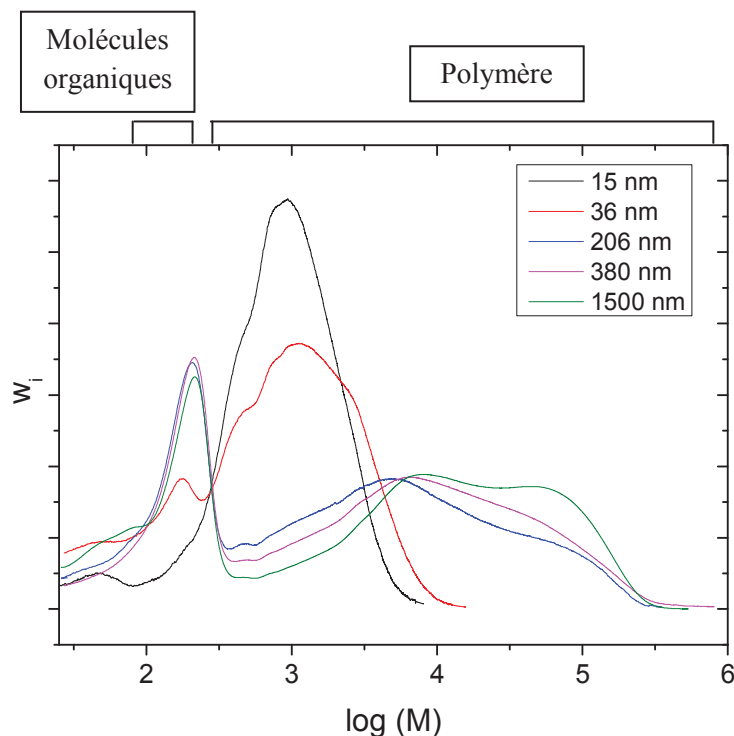 Molécules
organiques
Polymère
15 nm
36 nm
206 nm
380 nm
1500 nm
w_i
2 3 4 5 6
log (M)